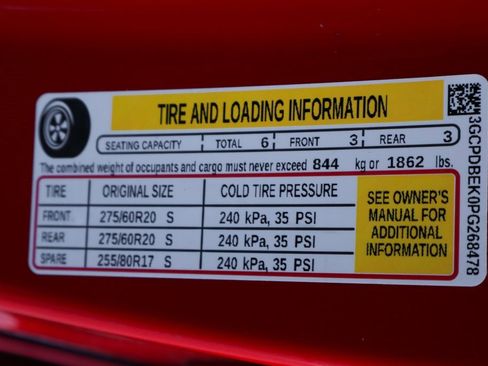 TIRE AND LOADING INFORMATION
SEATING CAPACITY TOTAL 6 FRONT 3 REAR 3
The combined weight of occupants and cargo must never exceed 844 kg or 1862 lbs.
TIRE ORIGINAL SIZE COLD TIRE PRESSURE
FRONT 275/60R20 S 240 kPa, 35 PSI
REAR 275/60R20 S 240 kPa, 35 PSI
SPARE 255/80R17 S 240 kPa, 35 PSI
SEE OWNER'S
MANUAL FOR
ADDITIONAL
INFORMATION
3GCPDBEK0PG268478